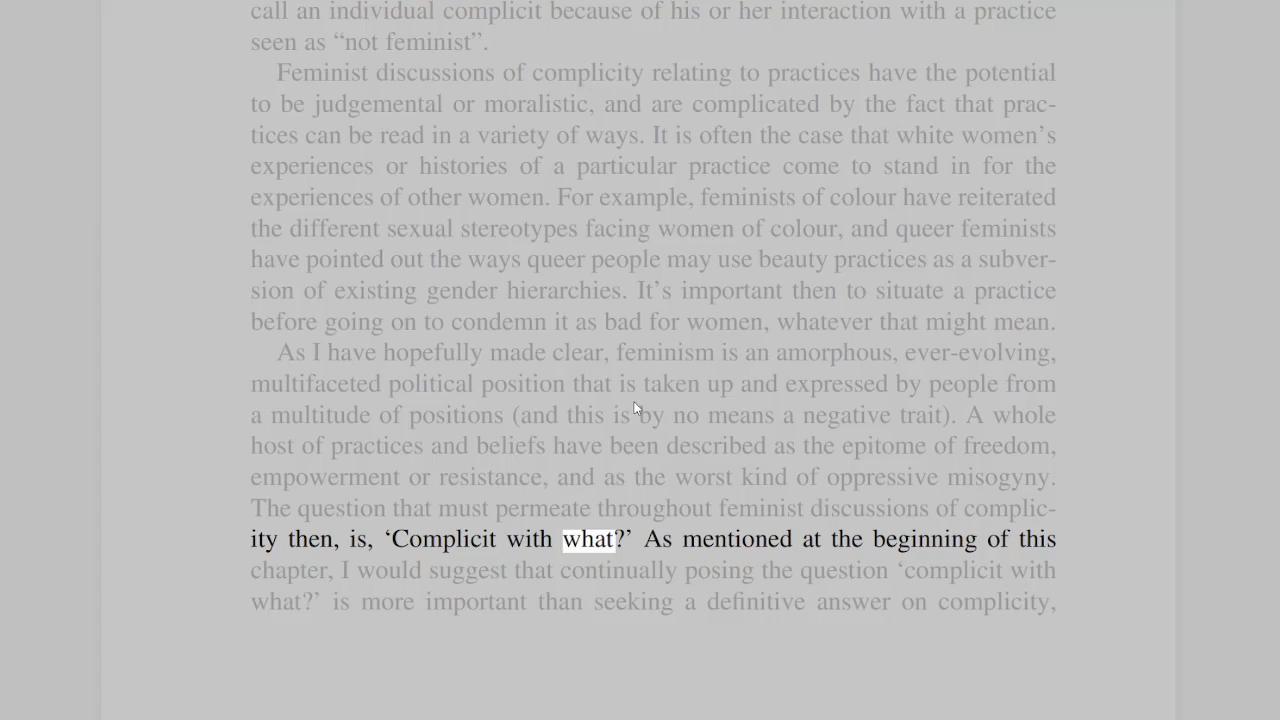 call an individual complicit because of his or her interaction with a practice
seen as “not feminist”.
Feminist discussions of complicity relating to practices have the potential
to be judgemental or moralistic, and are complicated by the fact that prac-
tices can be read in a variety of ways. It is often the case that white women’s
experiences or histories of a particular practice come to stand in for the
experiences of other women. For example, feminists of colour have reiterated
the different sexual stereotypes facing women of colour, and queer feminists
have pointed out the ways queer people may use beauty practices as a subver-
sion of existing gender hierarchies. It’s important then to situate a practice
before going on to condemn it as bad for women, whatever that might mean.
As I have hopefully made clear, feminism is an amorphous, ever-evolving,
multifaceted political position that is taken up and expressed by people from
a multitude of positions (and this is by no means a negative trait). A whole
host of practices and beliefs have been described as the epitome of freedom,
empowerment or resistance, and as the worst kind of oppressive misogyny.
The question that must permeate throughout feminist discussions of complic-
ity then, is, ‘Complicit with what?’ As mentioned at the beginning of this
chapter, I would suggest that continually posing the question ‘complicit with
what?’ is more important than seeking a definitive answer on complicity,